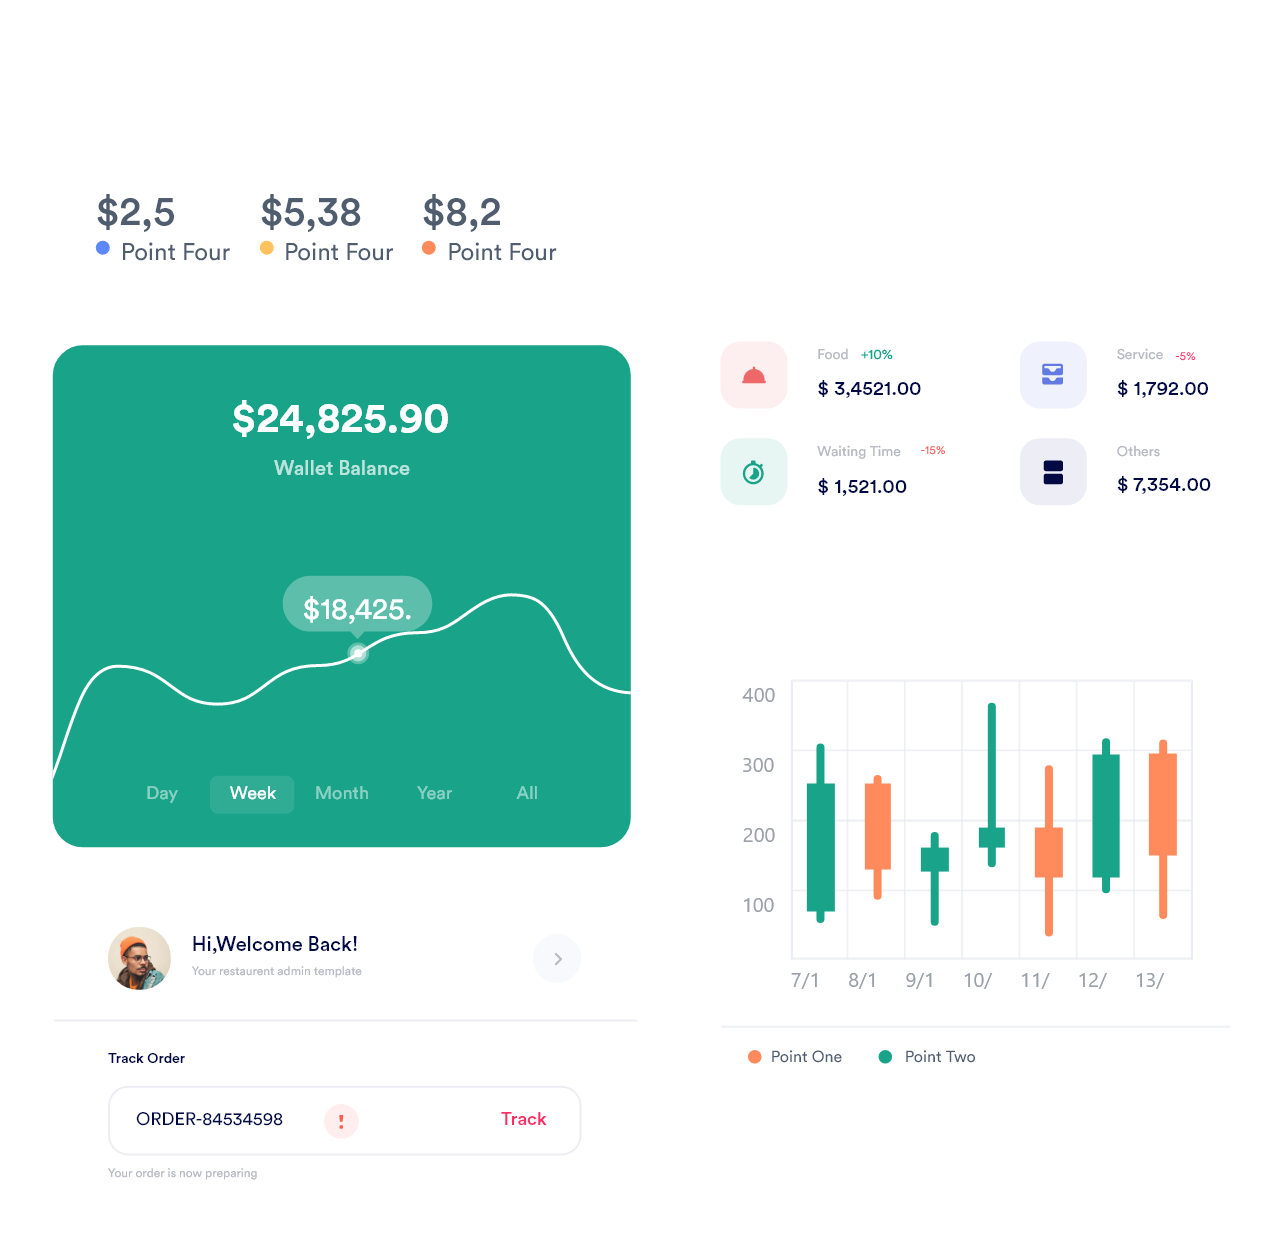 $2,5 $5,38 $8,2
Point Four Point Four Point Four
$24,825.90
Wallet Balance
$18,425.
Day Week Month Year All
Hi,Welcome Back!
Your restaurent admin template
Track Order
ORDER-84534598 ! Track
Your order is now preparing
Food +10%
$ 3,4521.00
Service -5%
$ 1,792.00
Waiting Time -15%
$ 1,521.00
Others
$ 7,354.00
400
300
200
100
7/1 8/1 9/1 10/ 11/ 12/ 13/
Point One Point Two